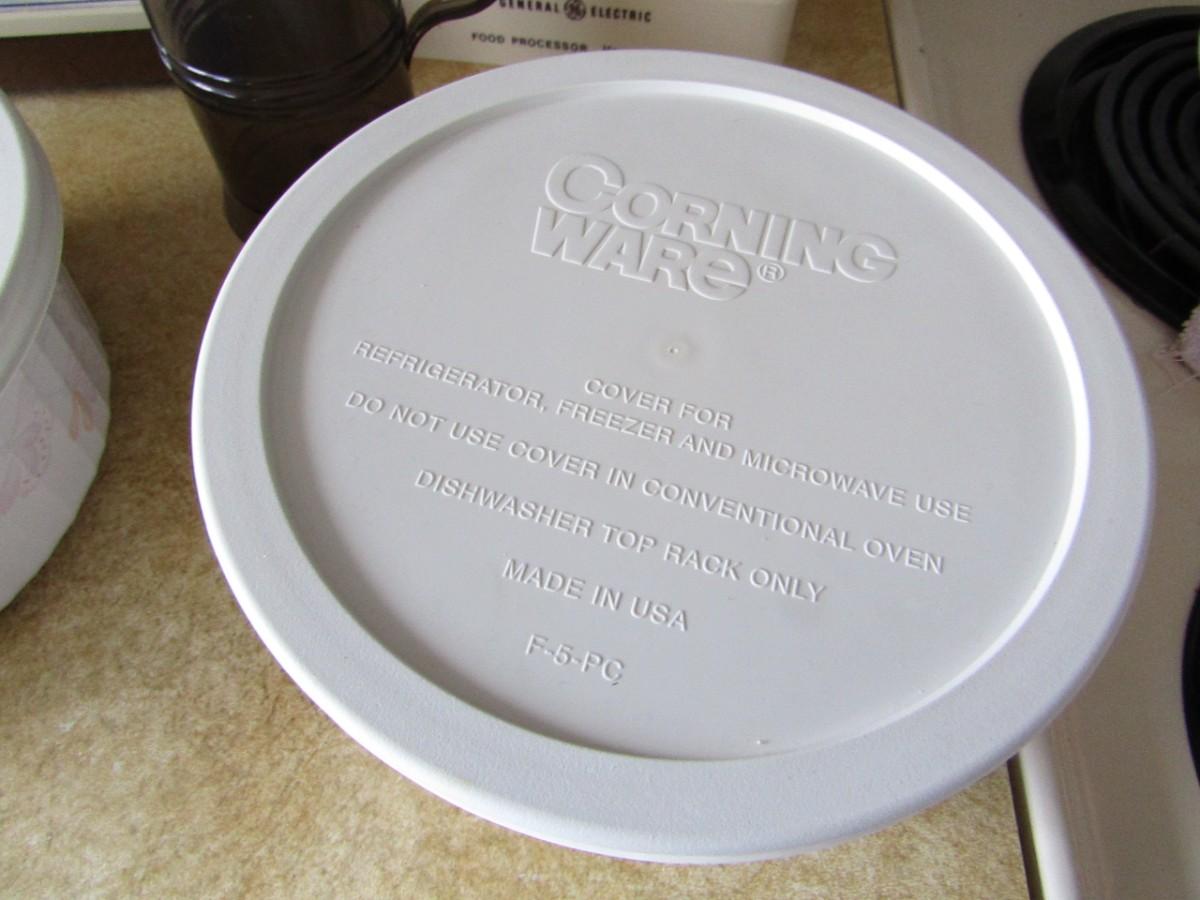 GENERAL GE ELECTRIC
FOOD PROCESSOR
CORNING
WARe®
COVER FOR
REFRIGERATOR, FREEZER AND MICROWAVE USE
DO NOT USE COVER IN CONVENTIONAL OVEN
DISHWASHER TOP RACK ONLY
MADE IN USA
F-5-PC